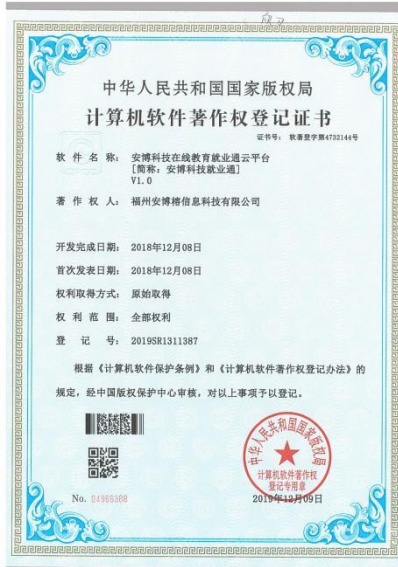 中华人民共和国国家版权局
计算机软件著作权登记证书
证书号： 软著登字第4732144号
软 件 名 称： 安博科技在线教育就业通云平台
[简称：安博科技就业通]
V1.0
著 作 权 人： 福州安博榕信息科技有限公司
开发完成日期： 2018年12月08日
首次发表日期： 2018年12月08日
权利取得方式： 原始取得
权 利 范 围： 全部权利
登 记 号： 2019SR1311387
根据《计算机软件保护条例》和《计算机软件著作权登记办法》的
规定，经中国版权保护中心审核，对以上事项予以登记。
中华人民共和国国家版权局
计算机软件著作权
登记专用章
No. 04965308
2019年12月09日